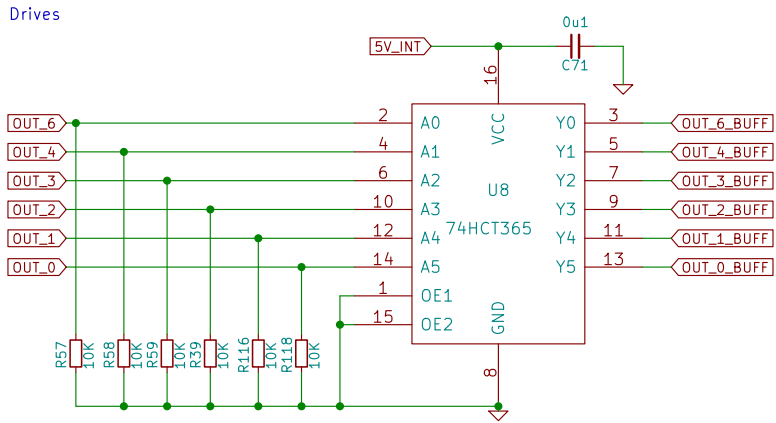 Drives
0u1
5V_INT
C71
16
VCC
OUT_6 2 A0 Y0 3 OUT_6_BUFF
OUT_4 4 A1 Y1 5 OUT_4_BUFF
OUT_3 6 A2 Y2 7 OUT_3_BUFF
U8
OUT_2 10 A3 Y3 9 OUT_2_BUFF
74HCT365
OUT_1 12 A4 Y4 11 OUT_1_BUFF
OUT_0 14 A5 Y5 13 OUT_0_BUFF
1 OE1
15 OE2
GND
8
R57 10K
R58 10K
R59 10K
R39 10K
R116 10K
R118 10K